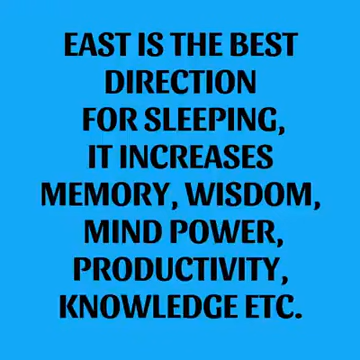 EAST IS THE BEST
DIRECTION
FOR SLEEPING,
IT INCREASES
MEMORY, WISDOM,
MIND POWER,
PRODUCTIVITY,
KNOWLEDGE ETC.